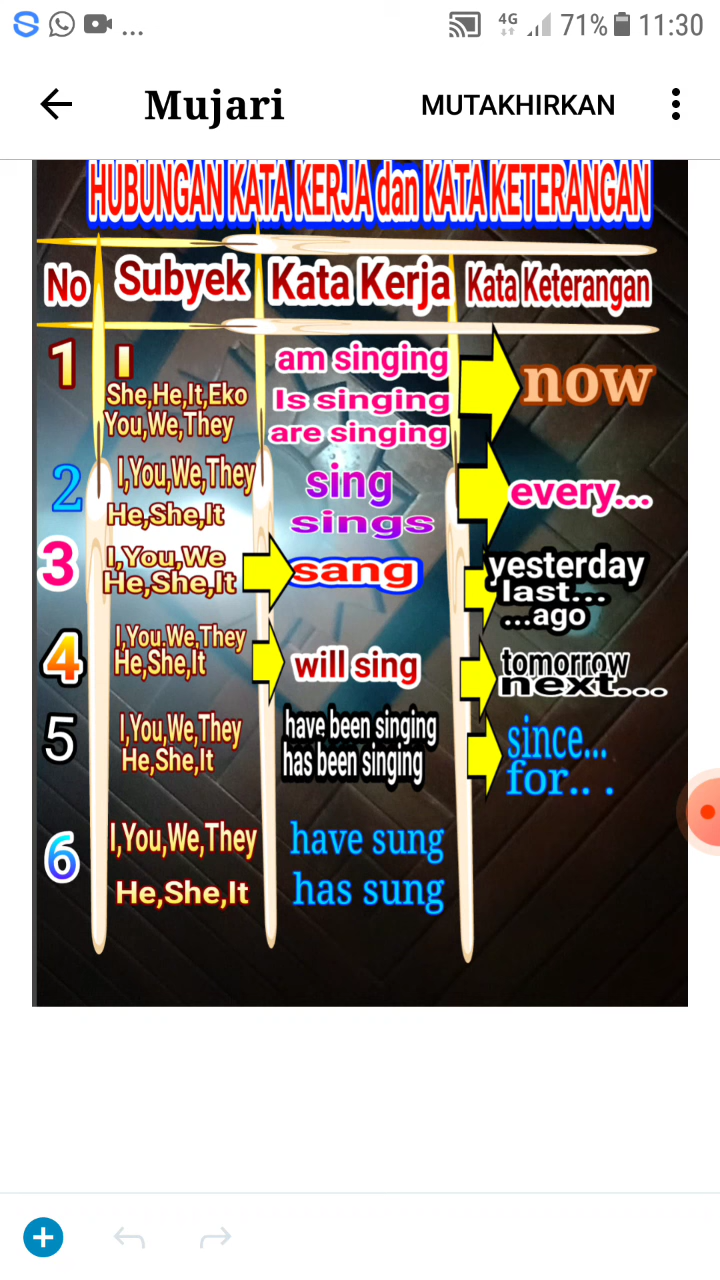 4G 71% 11:30
Mujari MUTAKHIRKAN
HUBUNGAN KATA KERJA dan KATA KETERANGAN
No Subyek Kata Kerja Kata Keterangan
1 I am singing now
She,He,It,Eko Is singing
You,We,They are singing
2 I,You,We,They sing every...
He,She,It sings
3 I,You,We sang yesterday
He,She,It last...
...ago
4 I,You,We,They will sing tomorrow
He,She,It next....
5 I,You,We,They have been singing since...
He,She,It has been singing for.. .
6 I,You,We,They have sung
He,She,It has sung